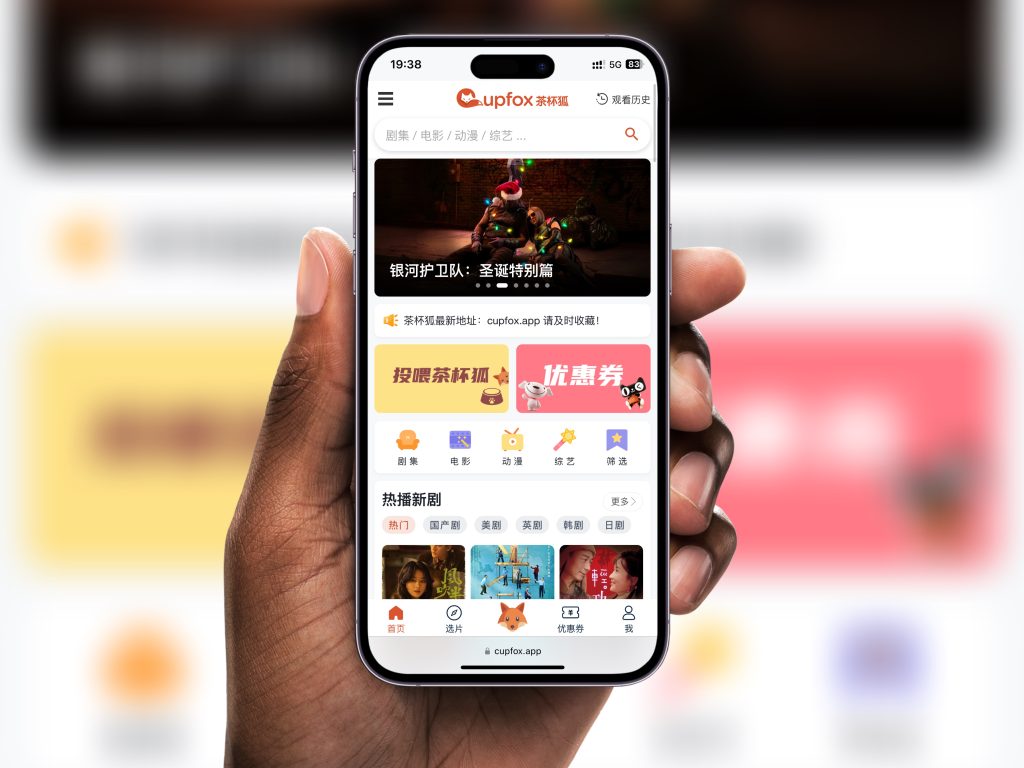 19:38
5G 83
Cupfox 茶杯狐
观看历史
剧集 / 电影 / 动漫 / 综艺 ...
银河护卫队：圣诞特别篇
茶杯狐最新地址：cupfox.app 请及时收藏！
投喂茶杯狐
优惠券
剧集
电影
动漫
综艺
筛选
热播新剧
更多
热门
国产剧
美剧
英剧
韩剧
日剧
首页
选片
优惠券
我
cupfox.app